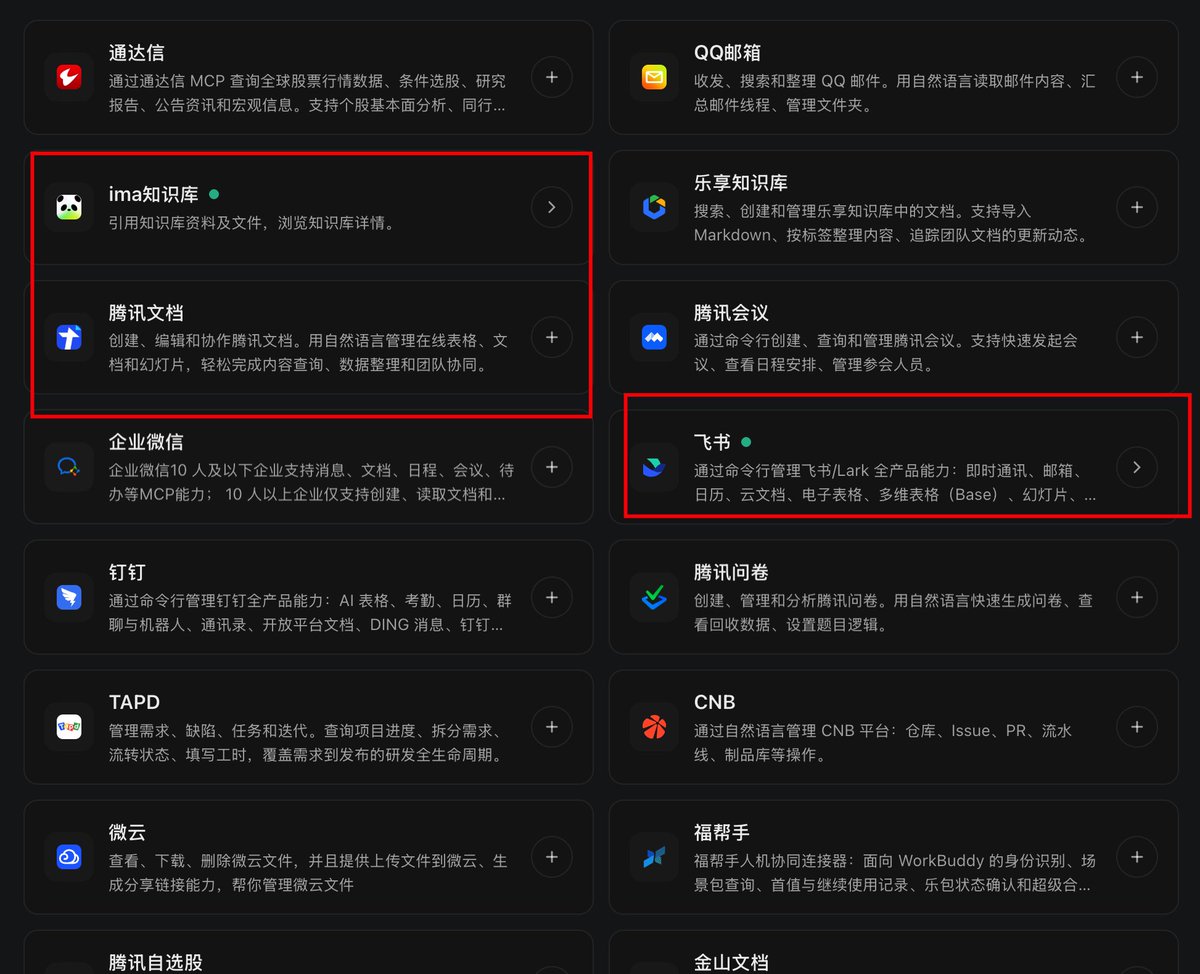 通达信
通过通达信 MCP 查询全球股票行情数据、条件选股、研究
报告、公告资讯和宏观信息。支持个股基本面分析、同行...
QQ邮箱
收发、搜索和整理 QQ 邮件。用自然语言读取邮件内容、汇
总邮件线程、管理文件夹。
ima知识库
引用知识库资料及文件，浏览知识库详情。
乐享知识库
搜索、创建和管理乐享知识库中的文档。支持导入
Markdown、按标签整理内容、追踪团队文档的更新动态。
腾讯文档
创建、编辑和协作腾讯文档。用自然语言管理在线表格、文
档和幻灯片，轻松完成内容查询、数据整理和团队协同。
腾讯会议
通过命令行创建、查询和管理腾讯会议。支持快速发起会
议、查看日程安排、管理参会人员。
企业微信
企业微信10 人及以下企业支持消息、文档、日程、会议、待
办等MCP能力； 10 人以上企业仅支持创建、读取文档和...
飞书
通过命令行管理飞书/Lark 全产品能力：即时通讯、邮箱、
日历、云文档、电子表格、多维表格（Base）、幻灯片、...
钉钉
通过命令行管理钉钉全产品能力：AI 表格、考勤、日历、群
聊与机器人、通讯录、开放平台文档、DING 消息、钉钉...
腾讯问卷
创建、管理和分析腾讯问卷。用自然语言快速生成问卷、查
看回收数据、设置题目逻辑。
TAPD
管理需求、缺陷、任务和迭代。查询项目进度、拆分需求、
流转状态、填写工时，覆盖需求到发布的研发全生命周期。
CNB
通过自然语言管理 CNB 平台：仓库、Issue、PR、流水
线、制品库等操作。
微云
查看、下载、删除微云文件，并且提供上传文件到微云、生
成分享链接能力，帮你管理微云文件
福帮手
福帮手人机协同连接器：面向 WorkBuddy 的身份识别、场
景包查询、首值与继续使用记录、乐包状态确认和超级合...
腾讯自选股
金山文档